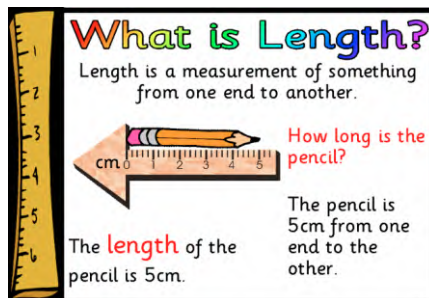 What is Length?
Length is a measurement of something
from one end to another.
1
2
3
4
5
6
cm 0 1 2 3 4 5
How long is the
pencil?
The pencil is
5cm from one
end to the
other.
The length of the
pencil is 5cm.